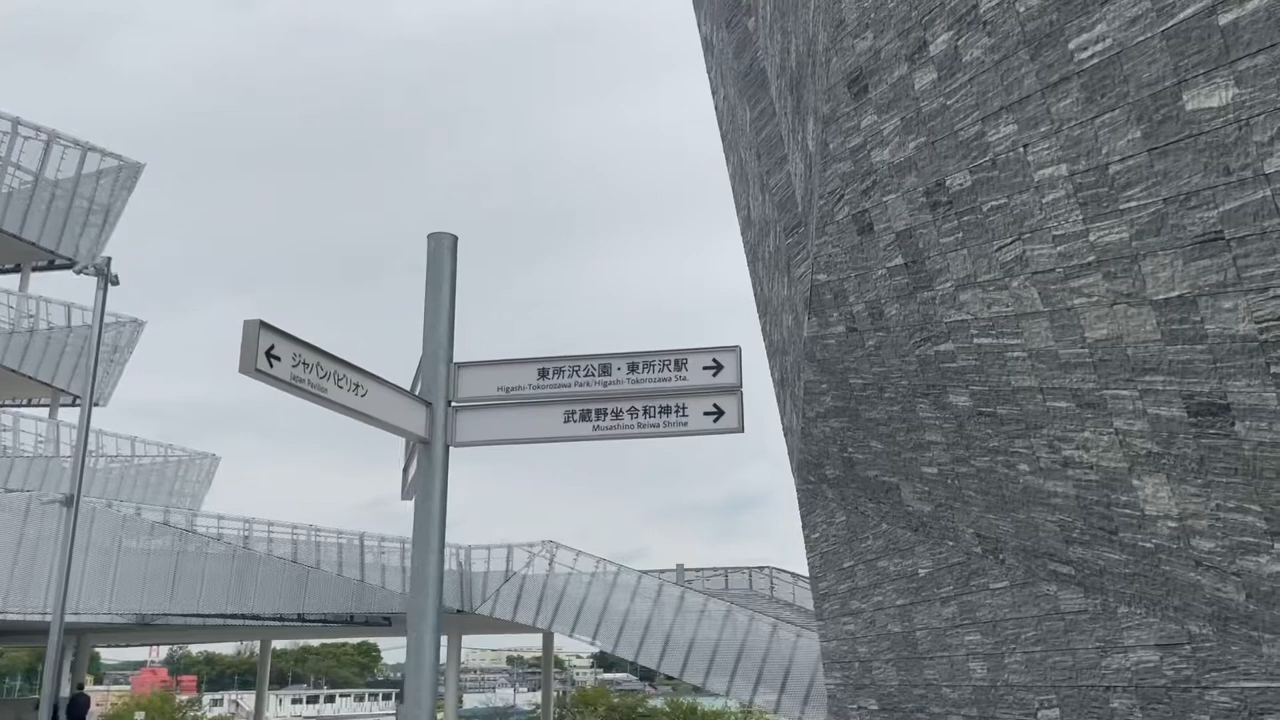 ← ジャパンパビリオン
Japan Pavilion
東所沢公園・東所沢駅 →
Higashi-Tokorozawa Park/Higashi-Tokorozawa Sta.
武蔵野坐令和神社 →
Musashino Reiwa Shrine